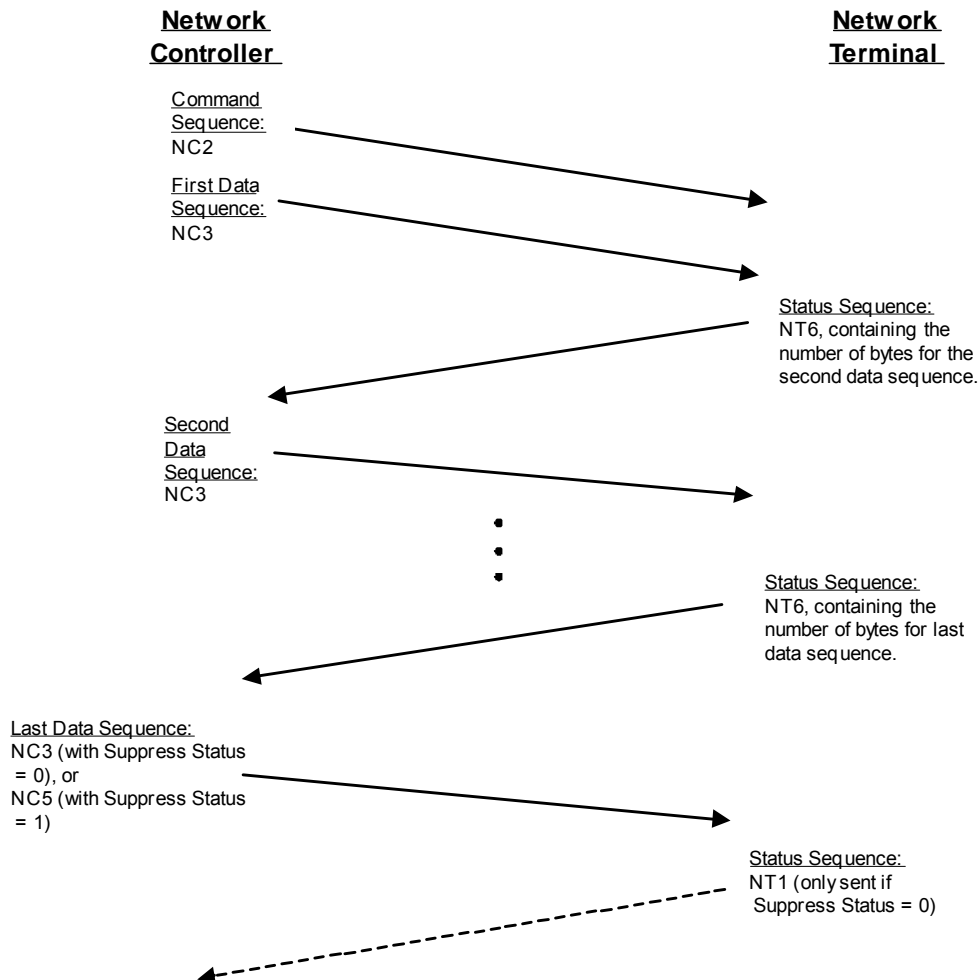 Network
Controller
Network
Terminal
Command
Sequence:
NC2
First Data
Sequence:
NC3
Status Sequence:
NT6, containing the
number of bytes for the
second data sequence.
Second
Data
Sequence:
NC3
Status Sequence:
NT6, containing the
number of bytes for last
data sequence.
Last Data Sequence:
NC3 (with Suppress Status
= 0), or
NC5 (with Suppress Status
= 1)
Status Sequence:
NT1 (only sent if
Suppress Status = 0)